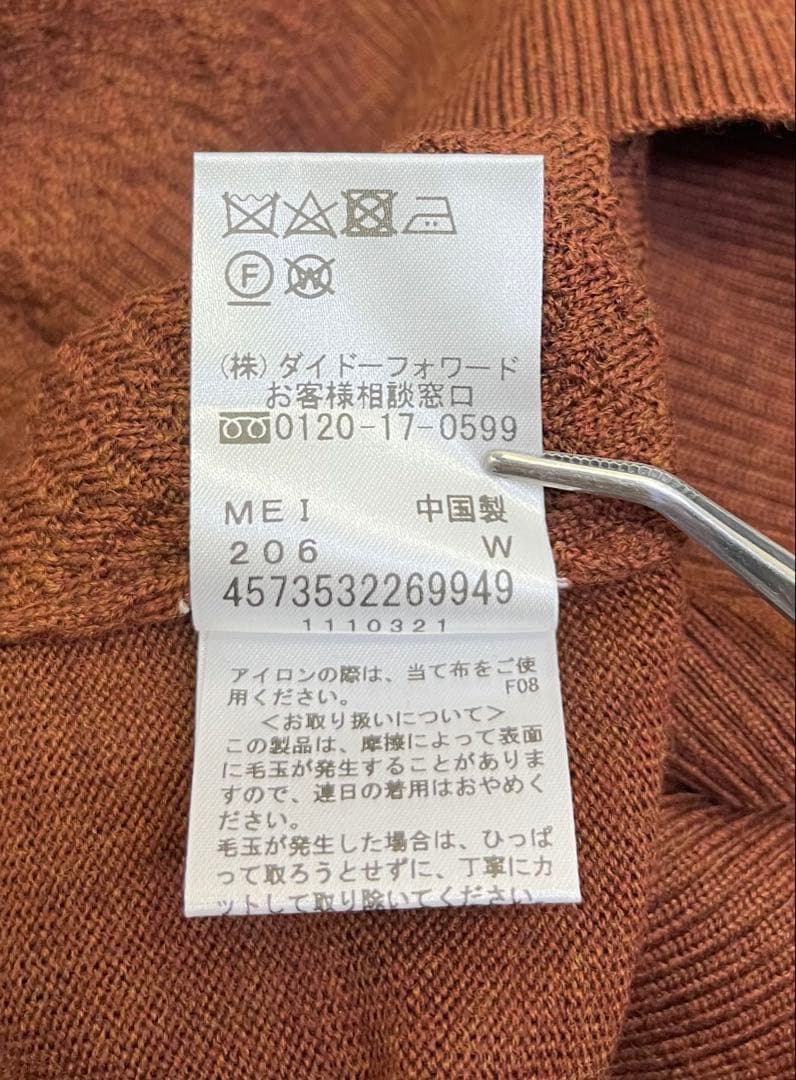 F W
(株)ダイドーフォワード
お客様相談窓口
0120-17-0599
MEI 中国製
206 W
4573532269949
1110321
アイロンの際は、当て布をご使
用ください。 F08
<お取り扱いについて>
この製品は、摩擦によって表面
に毛玉が発生することがありま
すので、連日の着用はおやめく
ださい。
毛玉が発生した場合は、ひっぱ
って取ろうとせずに、丁寧にカ
ットして取り除いてください